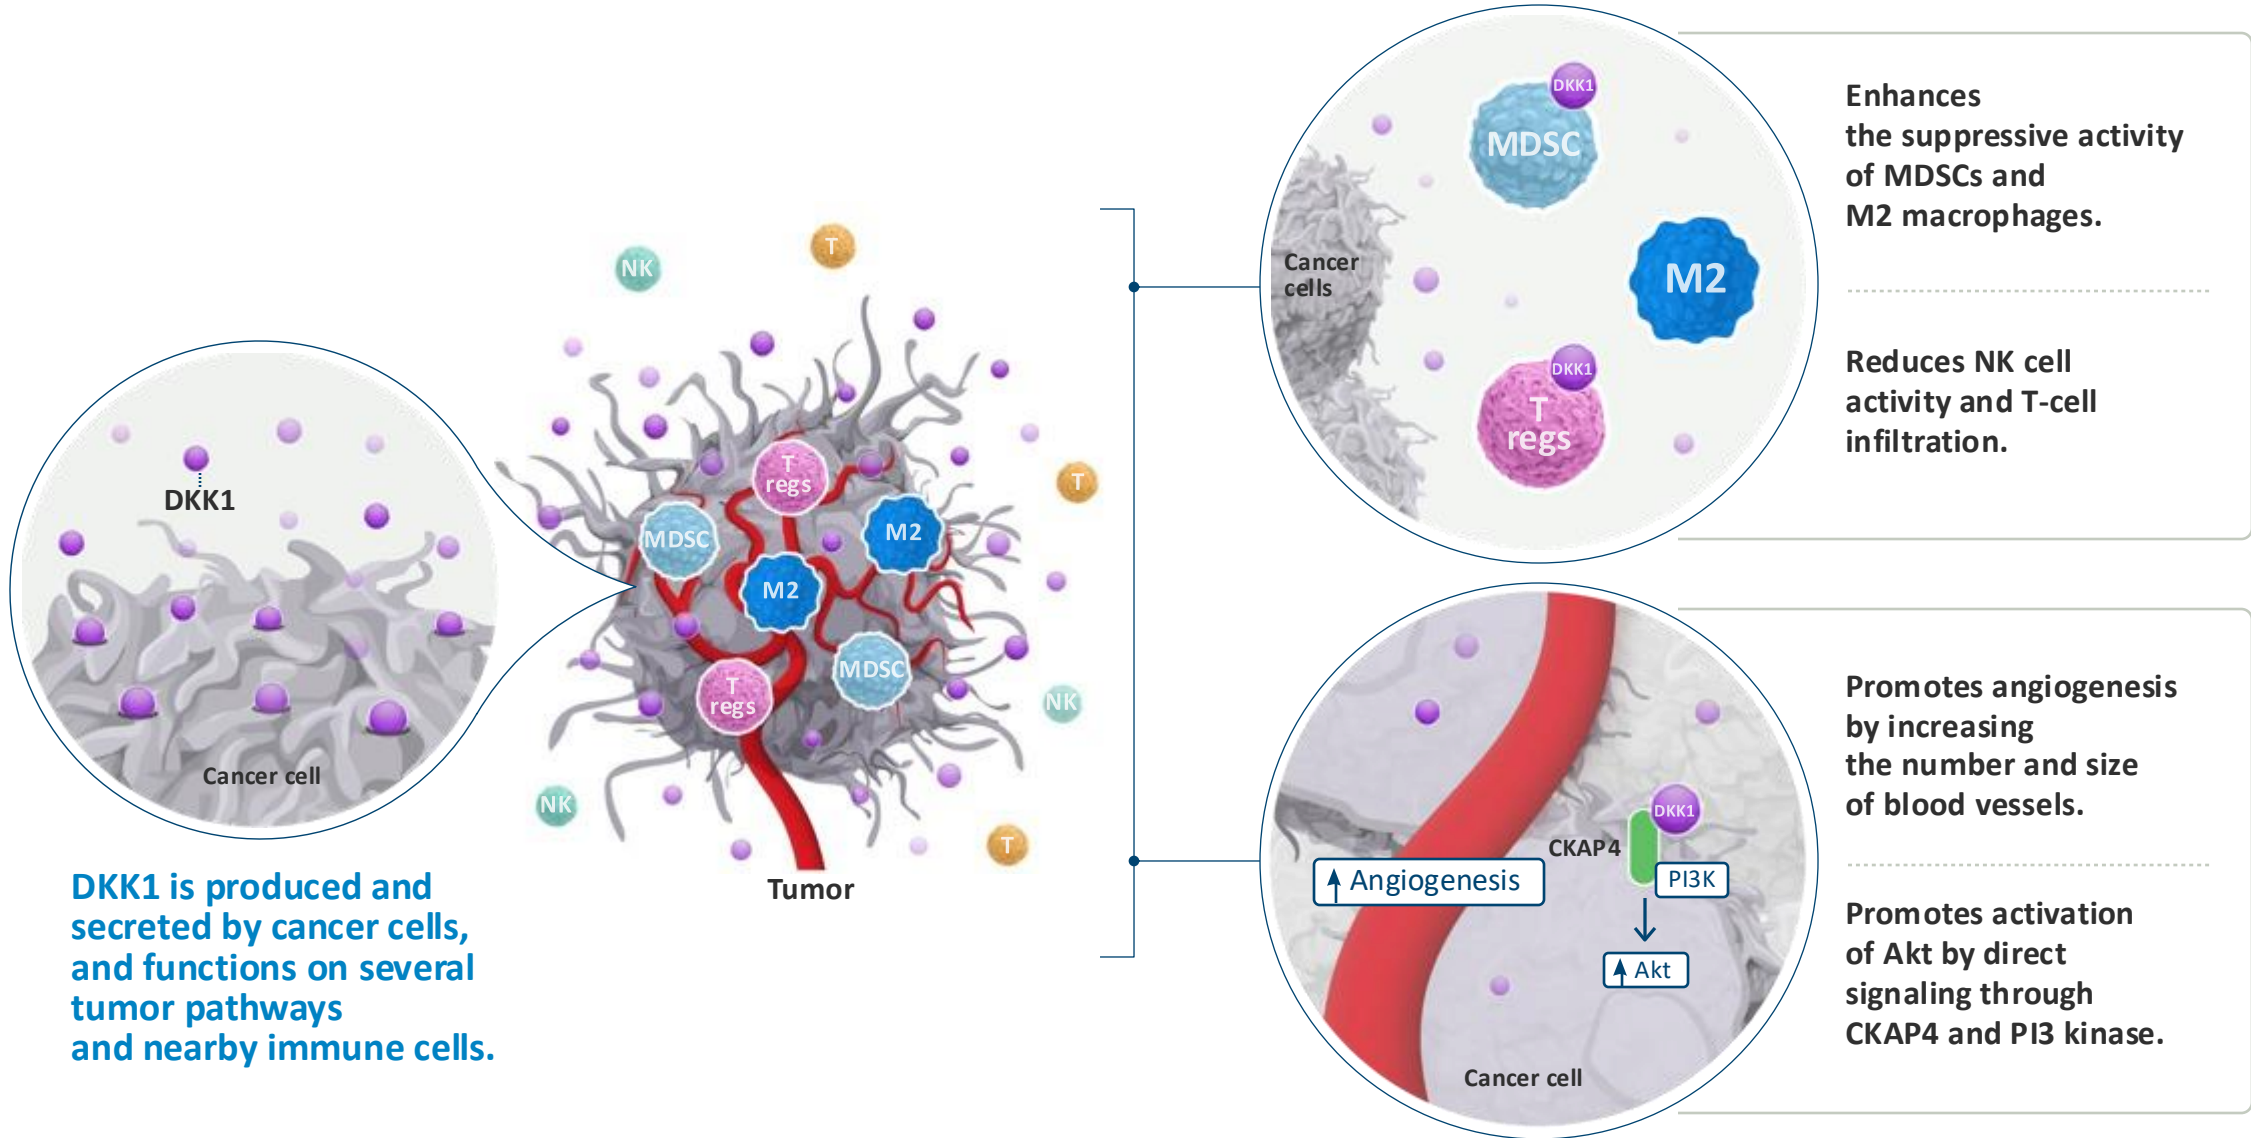 DKK1
Cancer cell
DKK1 is produced and
secreted by cancer cells,
and functions on several
tumor pathways
and nearby immune cells.
NK
T
T
regs
T
MDSC
M2
M2
MDSC
T
regs
NK
NK
T
Tumor
DKK1
MDSC
Cancer
cells
M2
DKK1
T
regs
Enhances
the suppressive activity
of MDSCs and
M2 macrophages.
Reduces NK cell
activity and T-cell
infiltration.
DKK1
CKAP4
PI3K
Angiogenesis
Akt
Cancer cell
Promotes angiogenesis
by increasing
the number and size
of blood vessels.
Promotes activation
of Akt by direct
signaling through
CKAP4 and PI3 kinase.